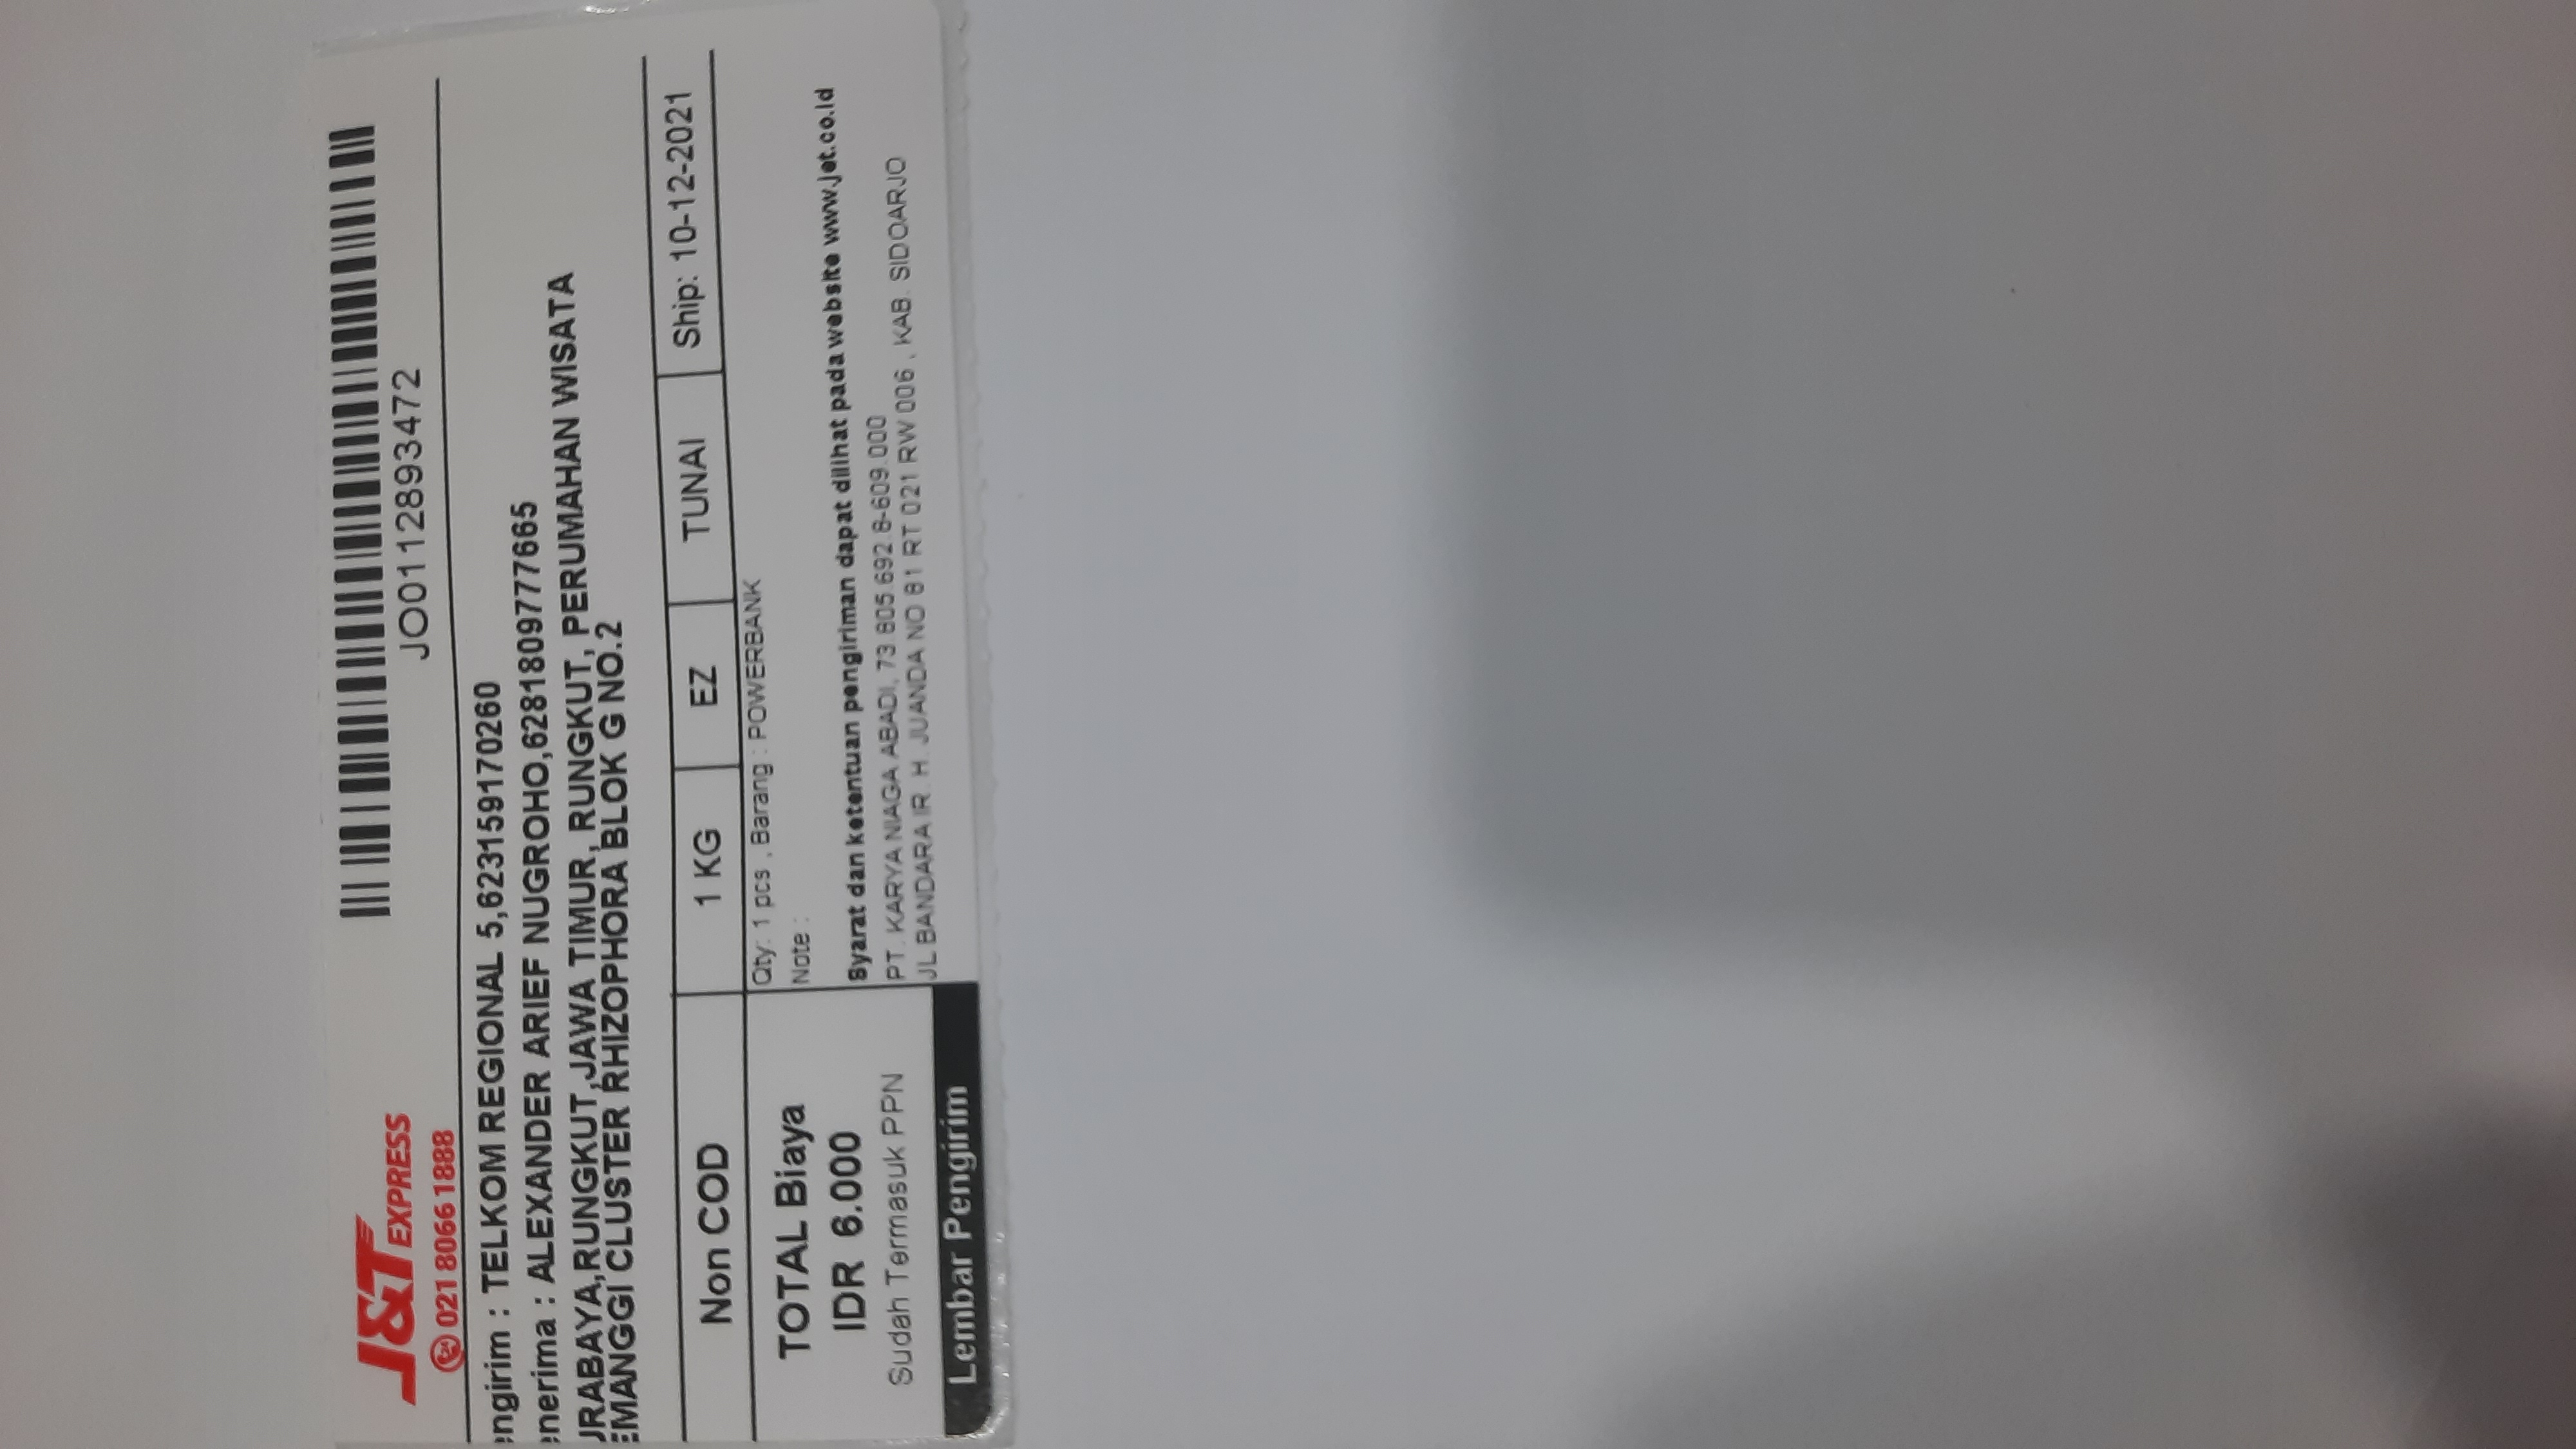 J&T EXPRESS
021 8066 1888
JO0112893472
engirim : TELKOM REGIONAL 5,623159170260
enerima : ALEXANDER ARIEF NUGROHO,6281809777665
URABAYA,RUNGKUT,JAWA TIMUR, RUNGKUT, PERUMAHAN WISATA
EMANGGI CLUSTER RHIZOPHORA BLOK G NO.2
Non COD 1 KG EZ TUNAI Ship: 10-12-2021
TOTAL Biaya
IDR 6.000
Sudah Termasuk PPN
Lembar Pengirim
Qty: 1 pcs , Barang : POWERBANK
Note :
Syarat dan ketentuan pengiriman dapat dilihat pada website www.jet.co.id
PT. KARYA NIAGA ABADI, 73.805.692.8-609.000
JL BANDARA IR. H. JUANDA NO 81 RT 021 RW 006 , KAB. SIDOARJO